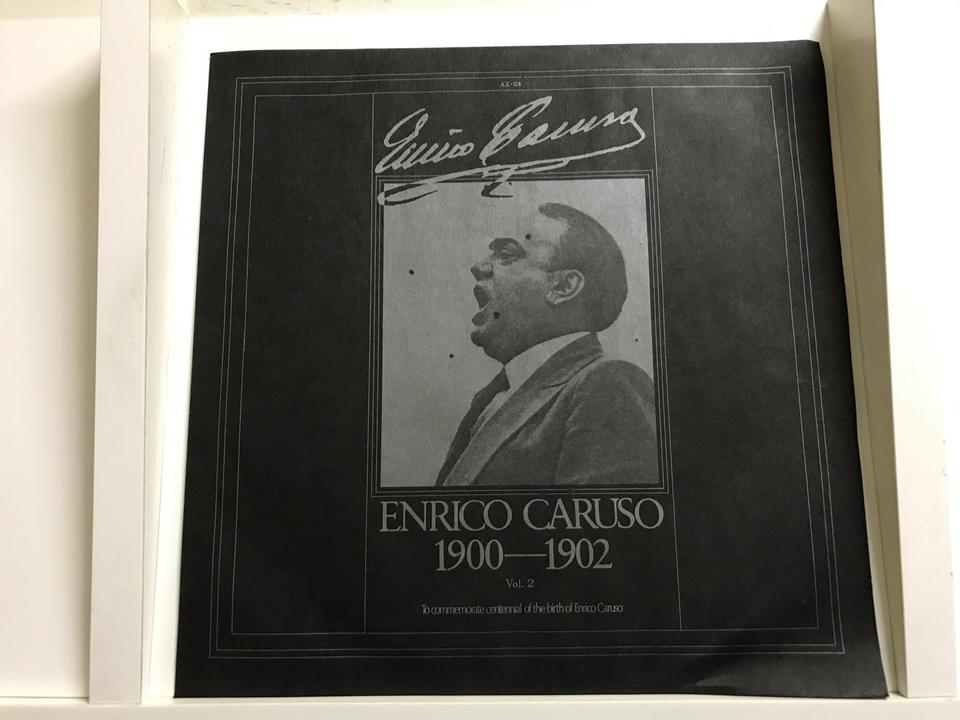 AX-24
Enrico Caruso
ENRICO CARUSO
1900—1902
Vol. 2
To commemorate centennial of the birth of Enrico Caruso